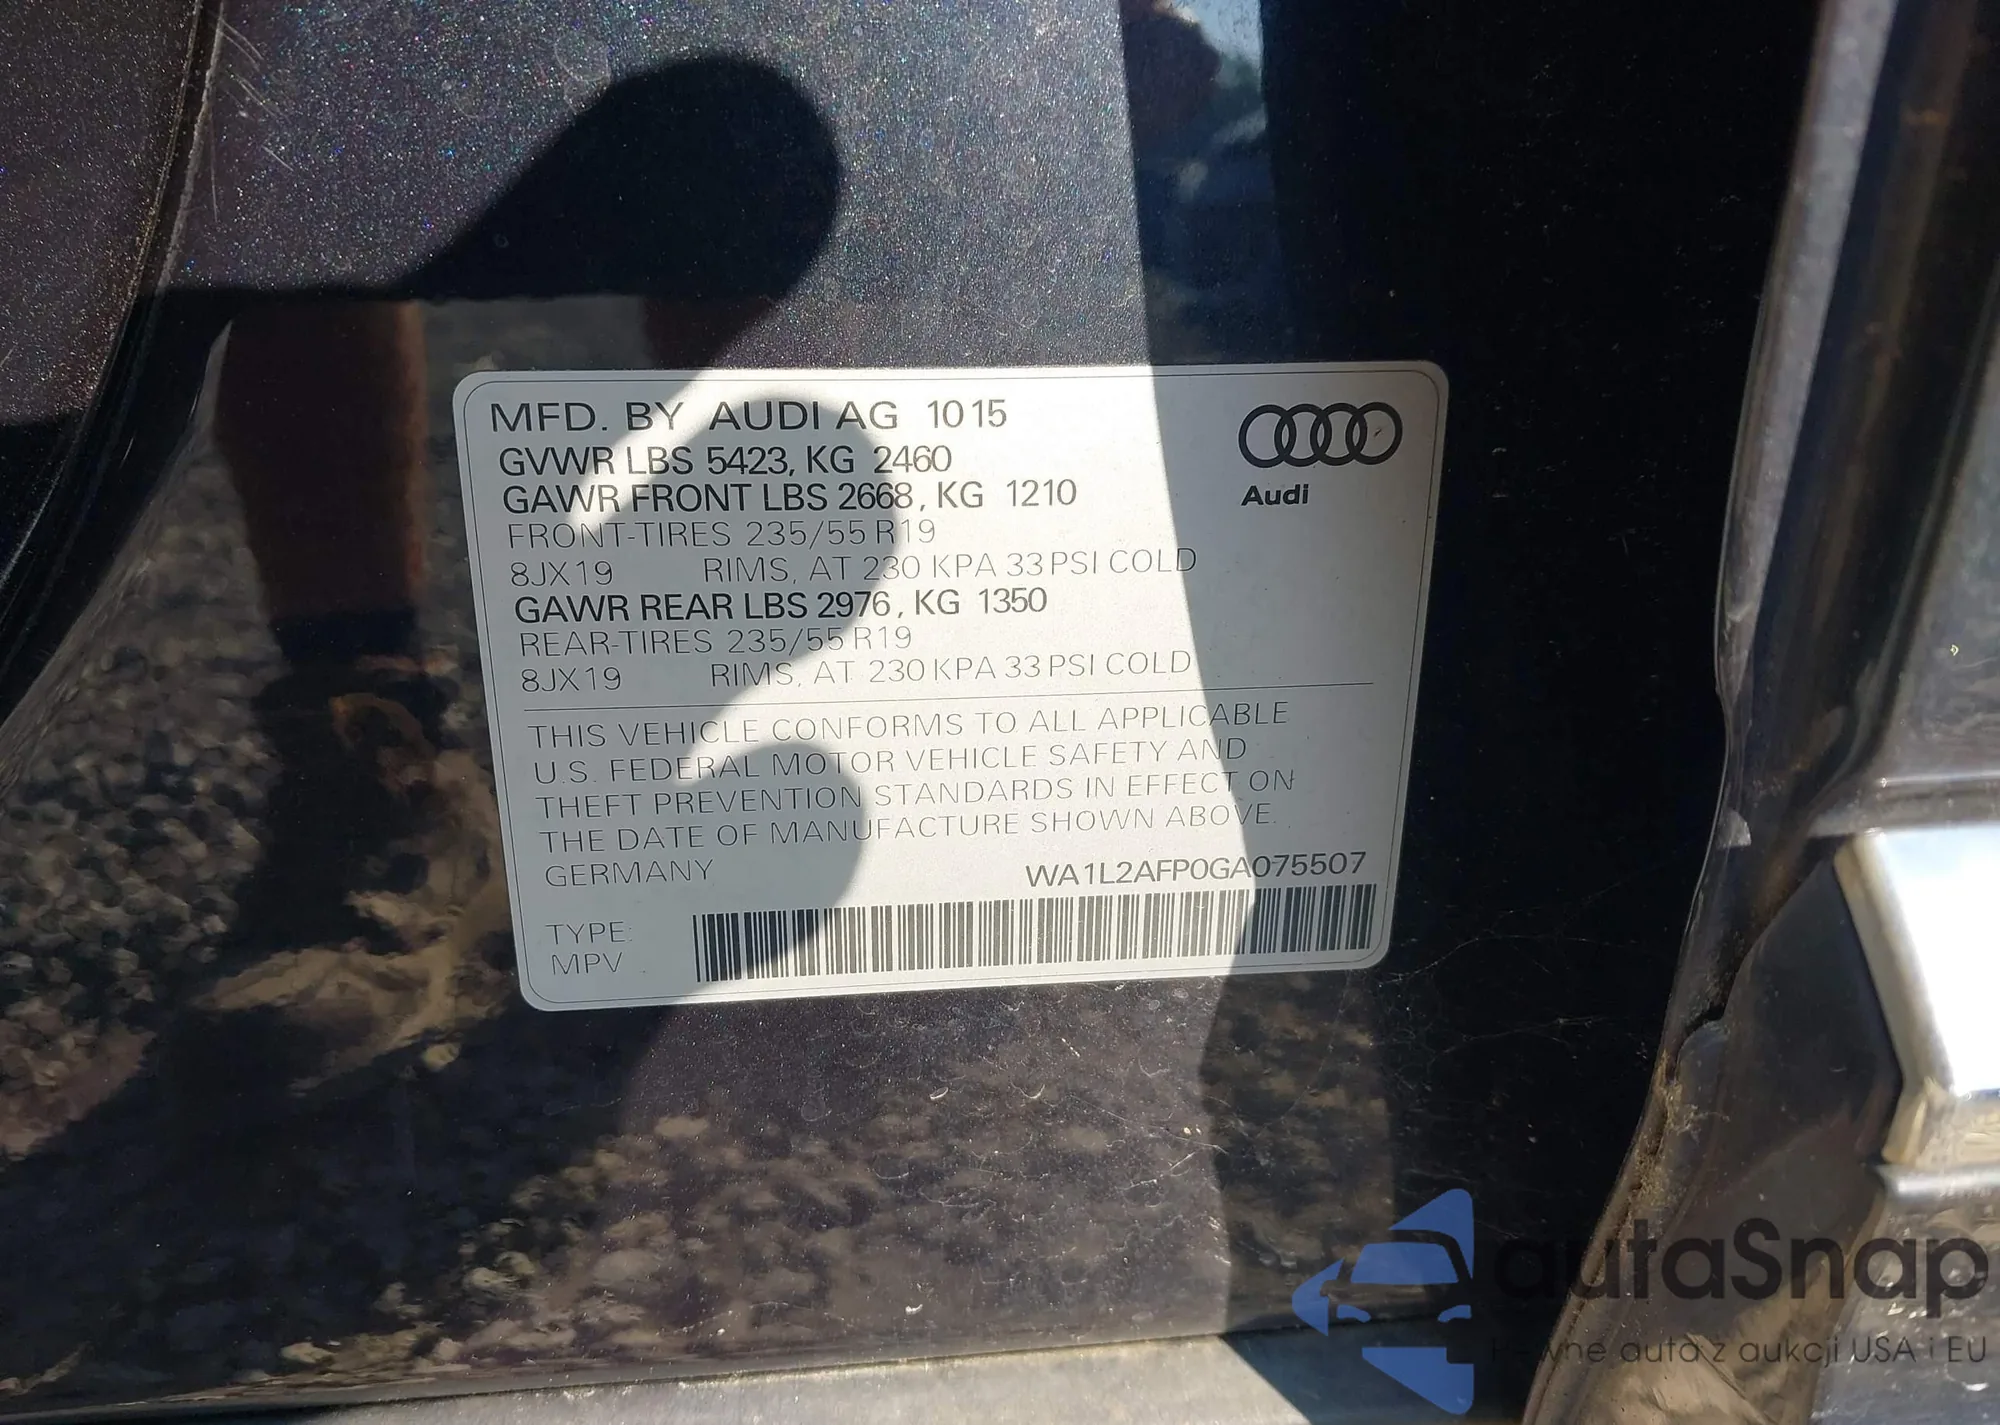 MFD. BY AUDI AG 1015
GVWR LBS 5423, KG 2460
GAWR FRONT LBS 2668, KG 1210
Audi
FRONT-TIRES 235/55 R19
8JX19 RIMS, AT 230 KPA 33 PSI COLD
GAWR REAR LBS 2976, KG 1350
REAR-TIRES 235/55 R19
8JX19 RIMS, AT 230 KPA 33 PSI COLD
THIS VEHICLE CONFORMS TO ALL APPLICABLE
U.S. FEDERAL MOTOR VEHICLE SAFETY AND
THEFT PREVENTION STANDARDS IN EFFECT ON
THE DATE OF MANUFACTURE SHOWN ABOVE.
GERMANY WA1L2AFP0GA075507
TYPE:
MPV
autaSnap
auta z aukcji USA i EU